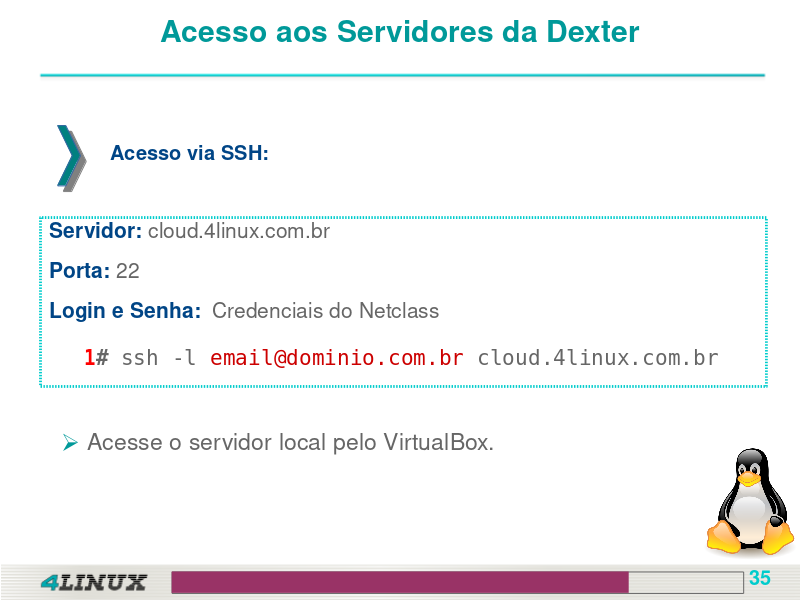 Acesso aos Servidores da Dexter
Acesso via SSH:
Servidor: cloud.4linux.com.br
Porta: 22
Login e Senha: Credenciais do Netclass
1# ssh -l email@dominio.com.br cloud.4linux.com.br
Acesse o servidor local pelo VirtualBox.
4LINUX
35